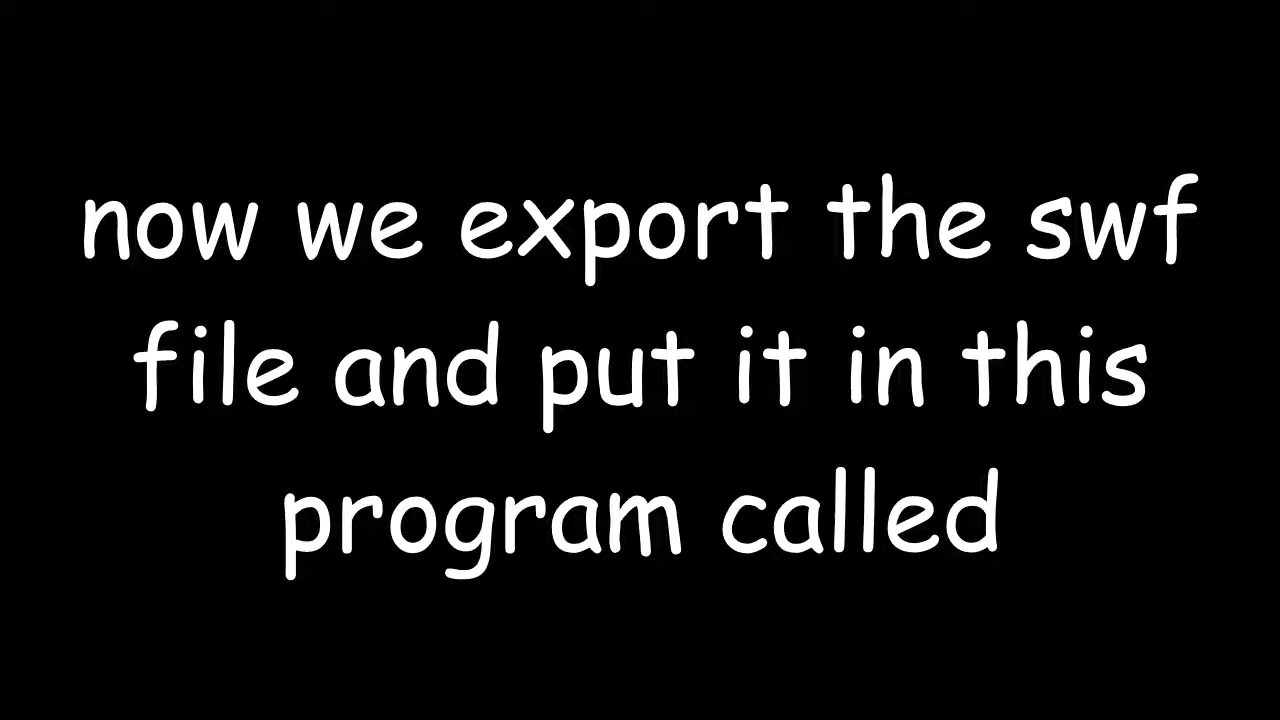 now we export the swf
file and put it in this
program called